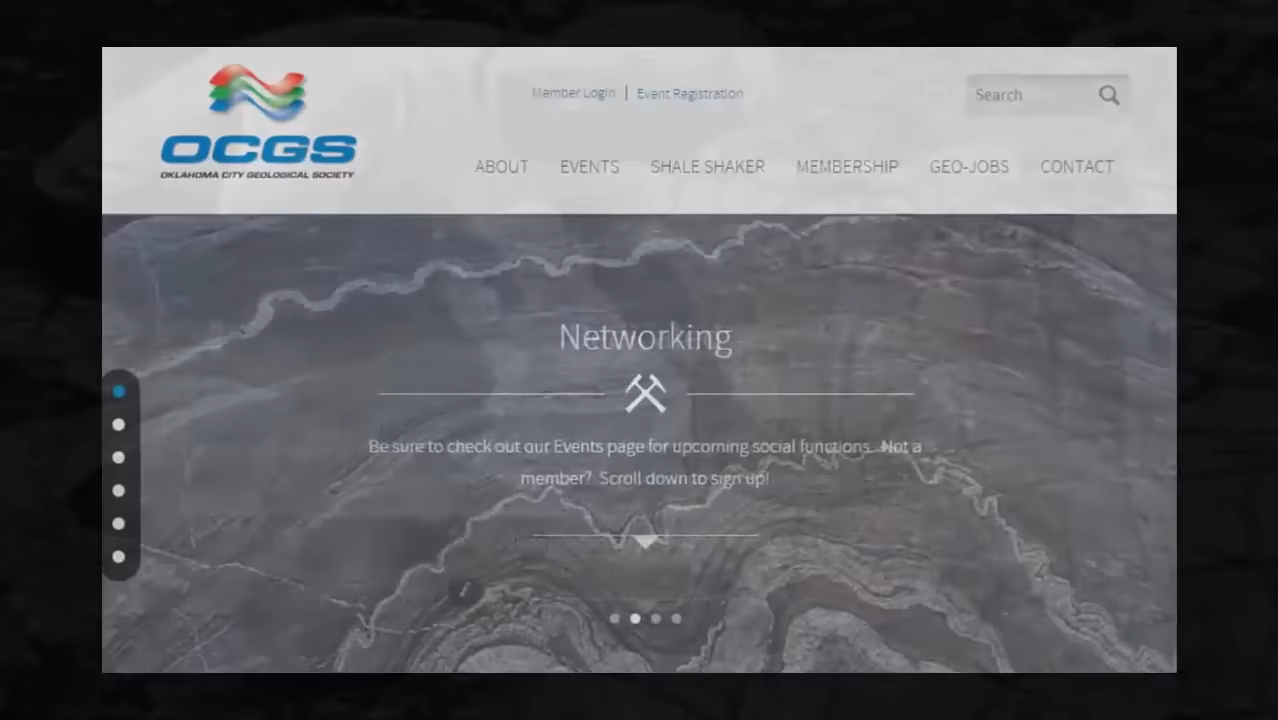 Member Login | Event Registration
Search
OCGS
OKLAHOMA CITY GEOLOGICAL SOCIETY
ABOUT EVENTS SHALE SHAKER MEMBERSHIP GEO-JOBS CONTACT
Networking
Be sure to check out our Events page for upcoming social functions. Not a
member? Scroll down to sign up!